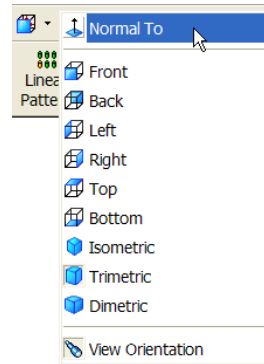 Normal To
Front
Linea
Patte
Back
Left
Right
Top
Bottom
Isometric
Trimetric
Dimetric
View Orientation